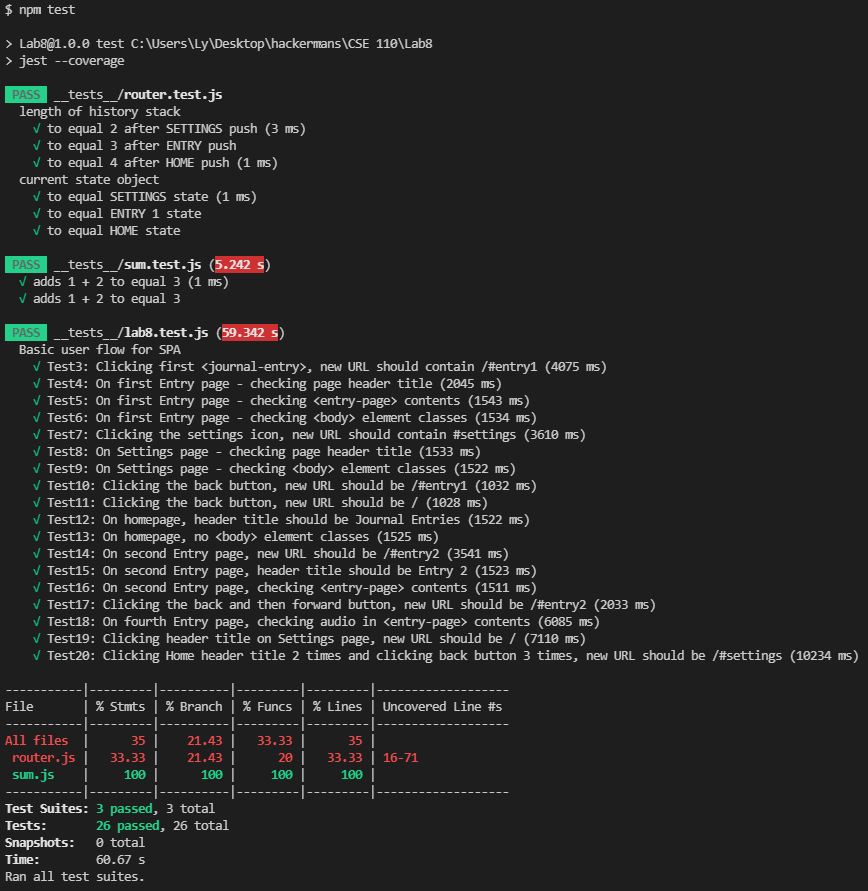 $ npm test
> Lab8@1.0.0 test C:\Users\Ly\Desktop\hackermans\CSE 110\Lab8
> jest --coverage
PASS __tests__/router.test.js
length of history stack
√ to equal 2 after SETTINGS push (3 ms)
√ to equal 3 after ENTRY push
√ to equal 4 after HOME push (1 ms)
current state object
√ to equal SETTINGS state (1 ms)
√ to equal ENTRY 1 state
√ to equal HOME state
PASS __tests__/sum.test.js (5.242 s)
√ adds 1 + 2 to equal 3 (1 ms)
√ adds 1 + 2 to equal 3
PASS __tests__/lab8.test.js (59.342 s)
Basic user flow for SPA
√ Test3: Clicking first <journal-entry>, new URL should contain /#entry1 (4075 ms)
√ Test4: On first Entry page - checking page header title (2045 ms)
√ Test5: On first Entry page - checking <entry-page> contents (1543 ms)
√ Test6: On first Entry page - checking <body> element classes (1534 ms)
√ Test7: Clicking the settings icon, new URL should contain #settings (3610 ms)
√ Test8: On Settings page - checking page header title (1533 ms)
√ Test9: On Settings page - checking <body> element classes (1522 ms)
√ Test10: Clicking the back button, new URL should be /#entry1 (1032 ms)
√ Test11: Clicking the back button, new URL should be / (1028 ms)
√ Test12: On homepage, header title should be Journal Entries (1522 ms)
√ Test13: On homepage, no <body> element classes (1525 ms)
√ Test14: On second Entry page, new URL should be /#entry2 (3541 ms)
√ Test15: On second Entry page, header title should be Entry 2 (1523 ms)
√ Test16: On second Entry page, checking <entry-page> contents (1511 ms)
√ Test17: Clicking the back and then forward button, new URL should be /#entry2 (2033 ms)
√ Test18: On fourth Entry page, checking audio in <entry-page> contents (6085 ms)
√ Test19: Clicking header title on Settings page, new URL should be / (7110 ms)
√ Test20: Clicking Home header title 2 times and clicking back button 3 times, new URL should be /#settings (10234 ms)
-----------|---------|----------|---------|---------|-------------------
File       | % Stmts | % Branch | % Funcs | % Lines | Uncovered Line #s
-----------|---------|----------|---------|---------|-------------------
All files  |      35 |    21.43 |   33.33 |      35 |
 router.js |   33.33 |    21.43 |      20 |   33.33 | 16-71
 sum.js    |     100 |      100 |     100 |     100 |
-----------|---------|----------|---------|---------|-------------------
Test Suites: 3 passed, 3 total
Tests:       26 passed, 26 total
Snapshots:   0 total
Time:        60.67 s
Ran all test suites.